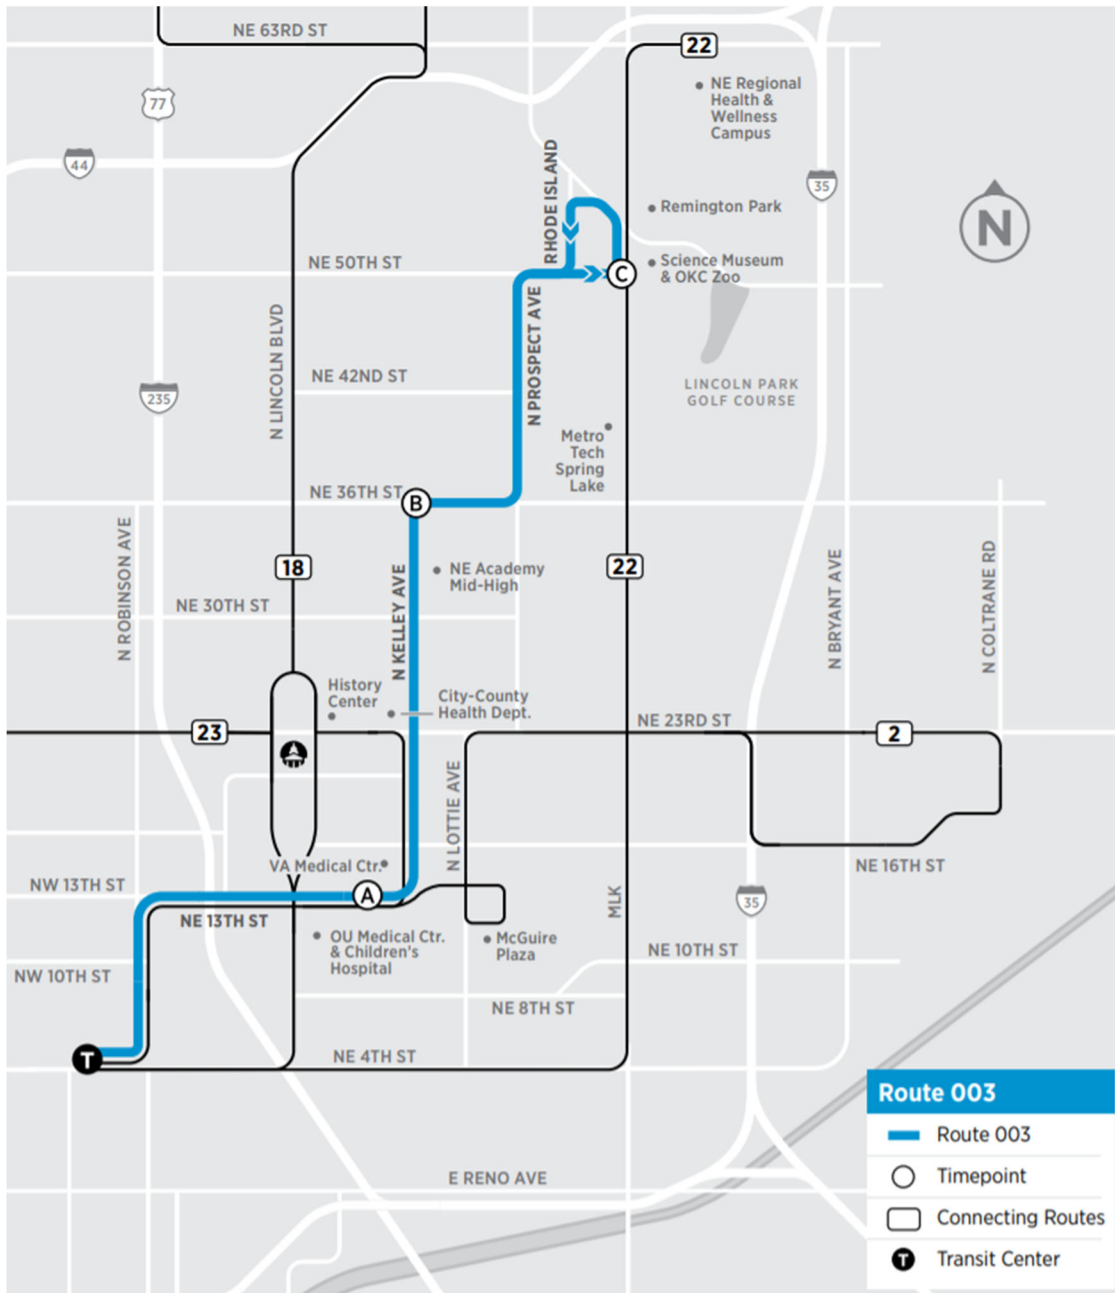 NE 63RD ST
22
77
NE Regional
Health &
Wellness
Campus
44
35
RHODE ISLAND
Remington Park
N
NE 50TH ST
C
Science Museum
& OKC Zoo
N LINCOLN BLVD
N PROSPECT AVE
NE 42ND ST
LINCOLN PARK
GOLF COURSE
235
Metro
Tech
Spring
Lake
NE 36TH ST
B
N ROBINSON AVE
18
N KELLEY AVE
NE Academy
Mid-High
22
N BRYANT AVE
N COLTRANE RD
NE 30TH ST
History
Center
City-County
Health Dept.
23
NE 23RD ST
2
N LOTTIE AVE
VA Medical Ctr.
NE 16TH ST
NW 13TH ST
A
MLK
35
NE 13TH ST
OU Medical Ctr.
& Children's
Hospital
McGuire
Plaza
NE 10TH ST
NW 10TH ST
NE 8TH ST
T
NE 4TH ST
E RENO AVE
Route 003
Route 003
Timepoint
Connecting Routes
T
Transit Center